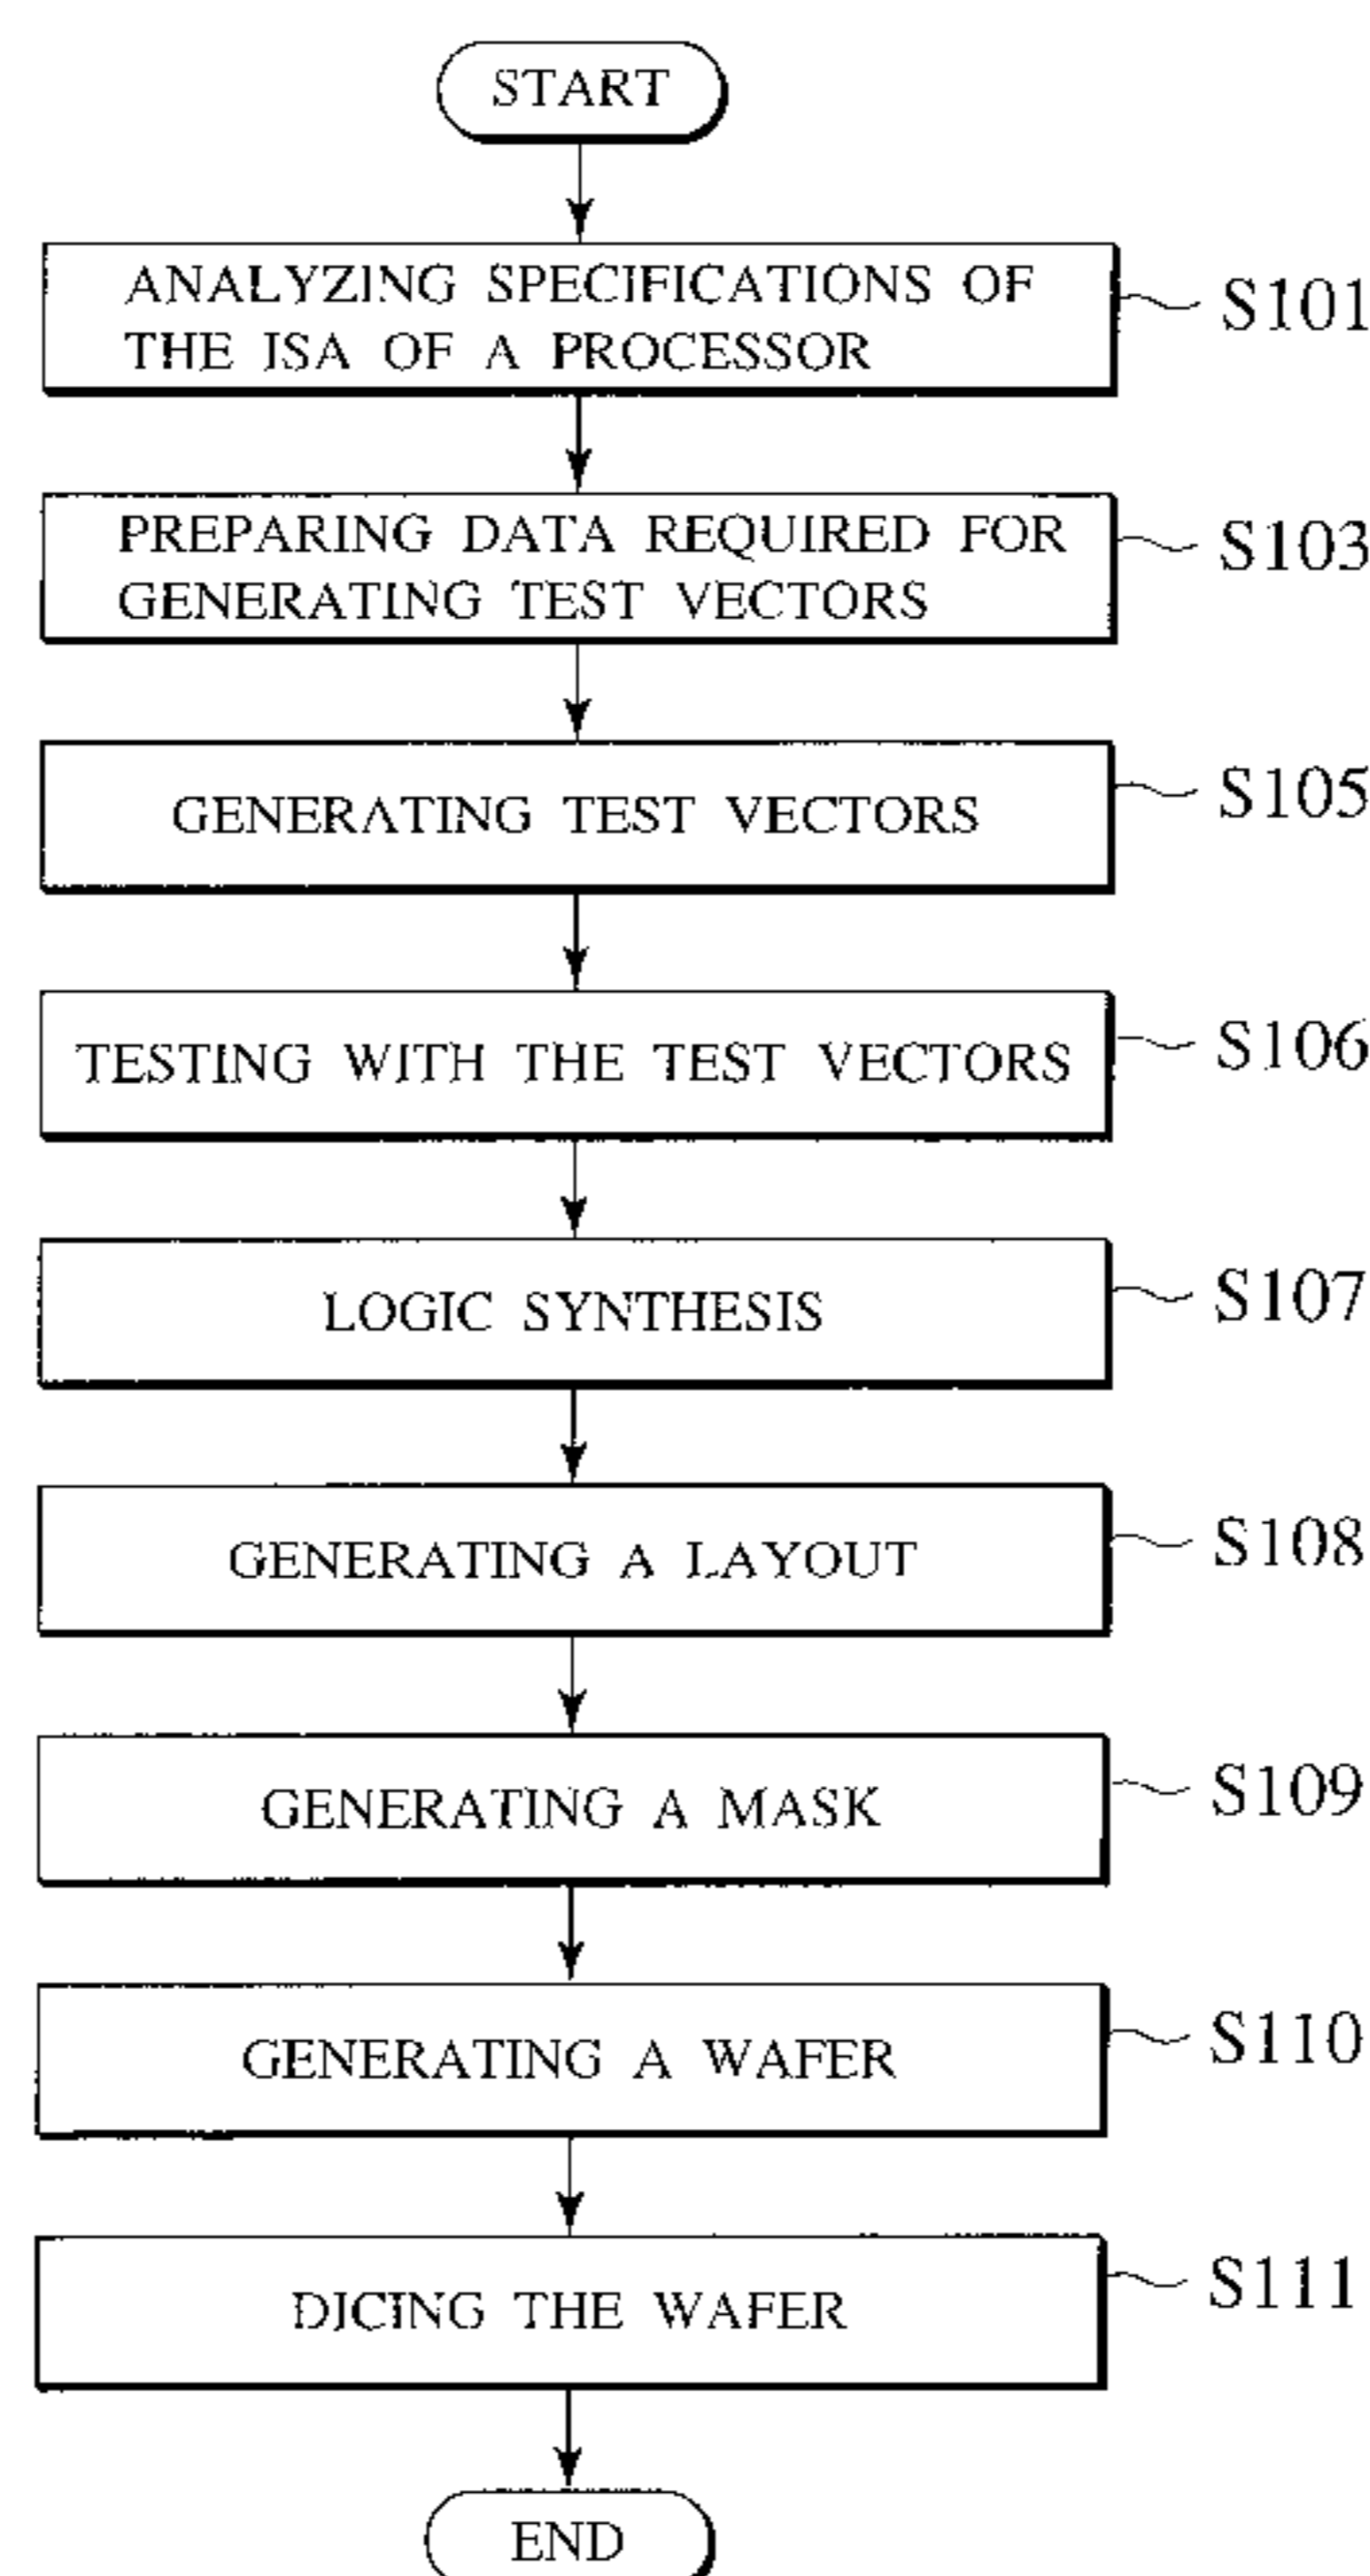 START
ANALYZING SPECIFICATIONS OF
THE ISA OF A PROCESSOR
S101
PREPARING DATA REQUIRED FOR
GENERATING TEST VECTORS
S103
GENERATING TEST VECTORS
S105
TESTING WITH THE TEST VECTORS
S106
LOGIC SYNTHESIS
S107
GENERATING A LAYOUT
S108
GENERATING A MASK
S109
GENERATING A WAFER
S110
DICING THE WAFER
S111
END